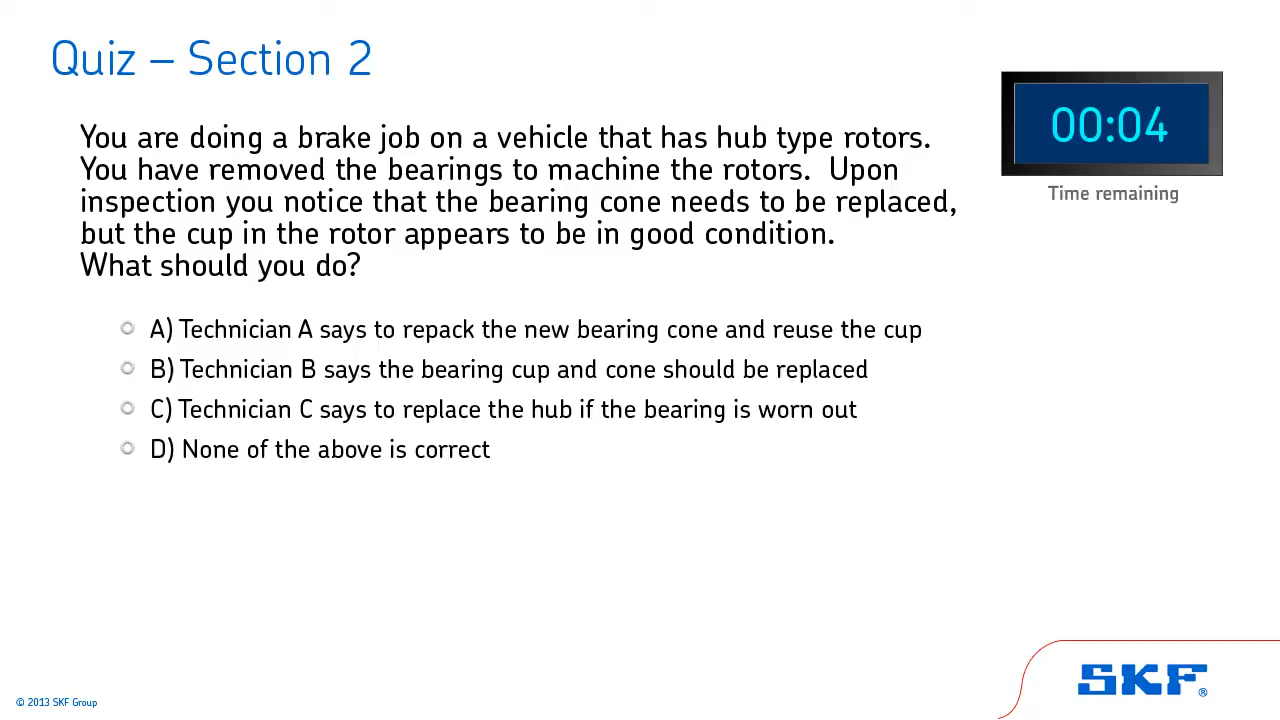 Quiz – Section 2
00:04
Time remaining
You are doing a brake job on a vehicle that has hub type rotors.
You have removed the bearings to machine the rotors.  Upon
inspection you notice that the bearing cone needs to be replaced,
but the cup in the rotor appears to be in good condition.
What should you do?
A) Technician A says to repack the new bearing cone and reuse the cup
B) Technician B says the bearing cup and cone should be replaced
C) Technician C says to replace the hub if the bearing is worn out
D) None of the above is correct
© 2013 SKF Group
SKF®